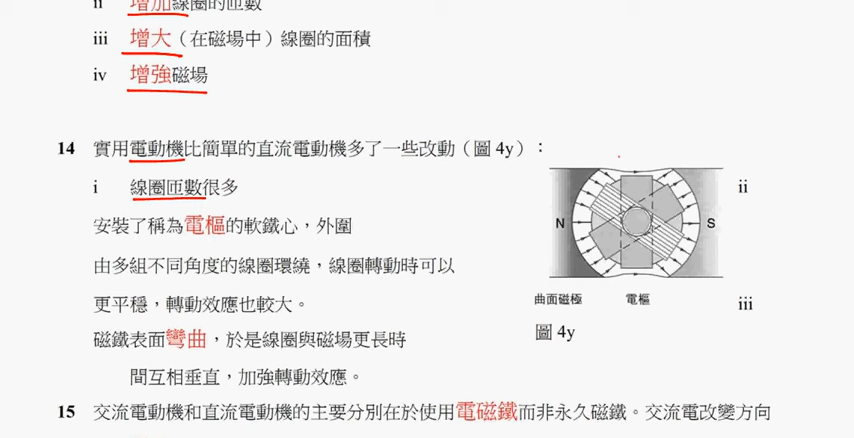 ii 增加線圈的匝數
iii 增大（在磁場中）線圈的面積
iv 增強磁場
14 實用電動機比簡單的直流電動機多了一些改動（圖 4y）：
i 線圈匝數很多
ii
安裝了稱為電樞的軟鐵心，外圍
由多組不同角度的線圈環繞，線圈轉動時可以
更平穩，轉動效應也較大。
iii
磁鐵表面彎曲，於是線圈與磁場更長時
間互相垂直，加強轉動效應。
N S
曲面磁極 電樞
圖 4y
15 交流電動機和直流電動機的主要分別在於使用電磁鐵而非永久磁鐵。交流電改變方向